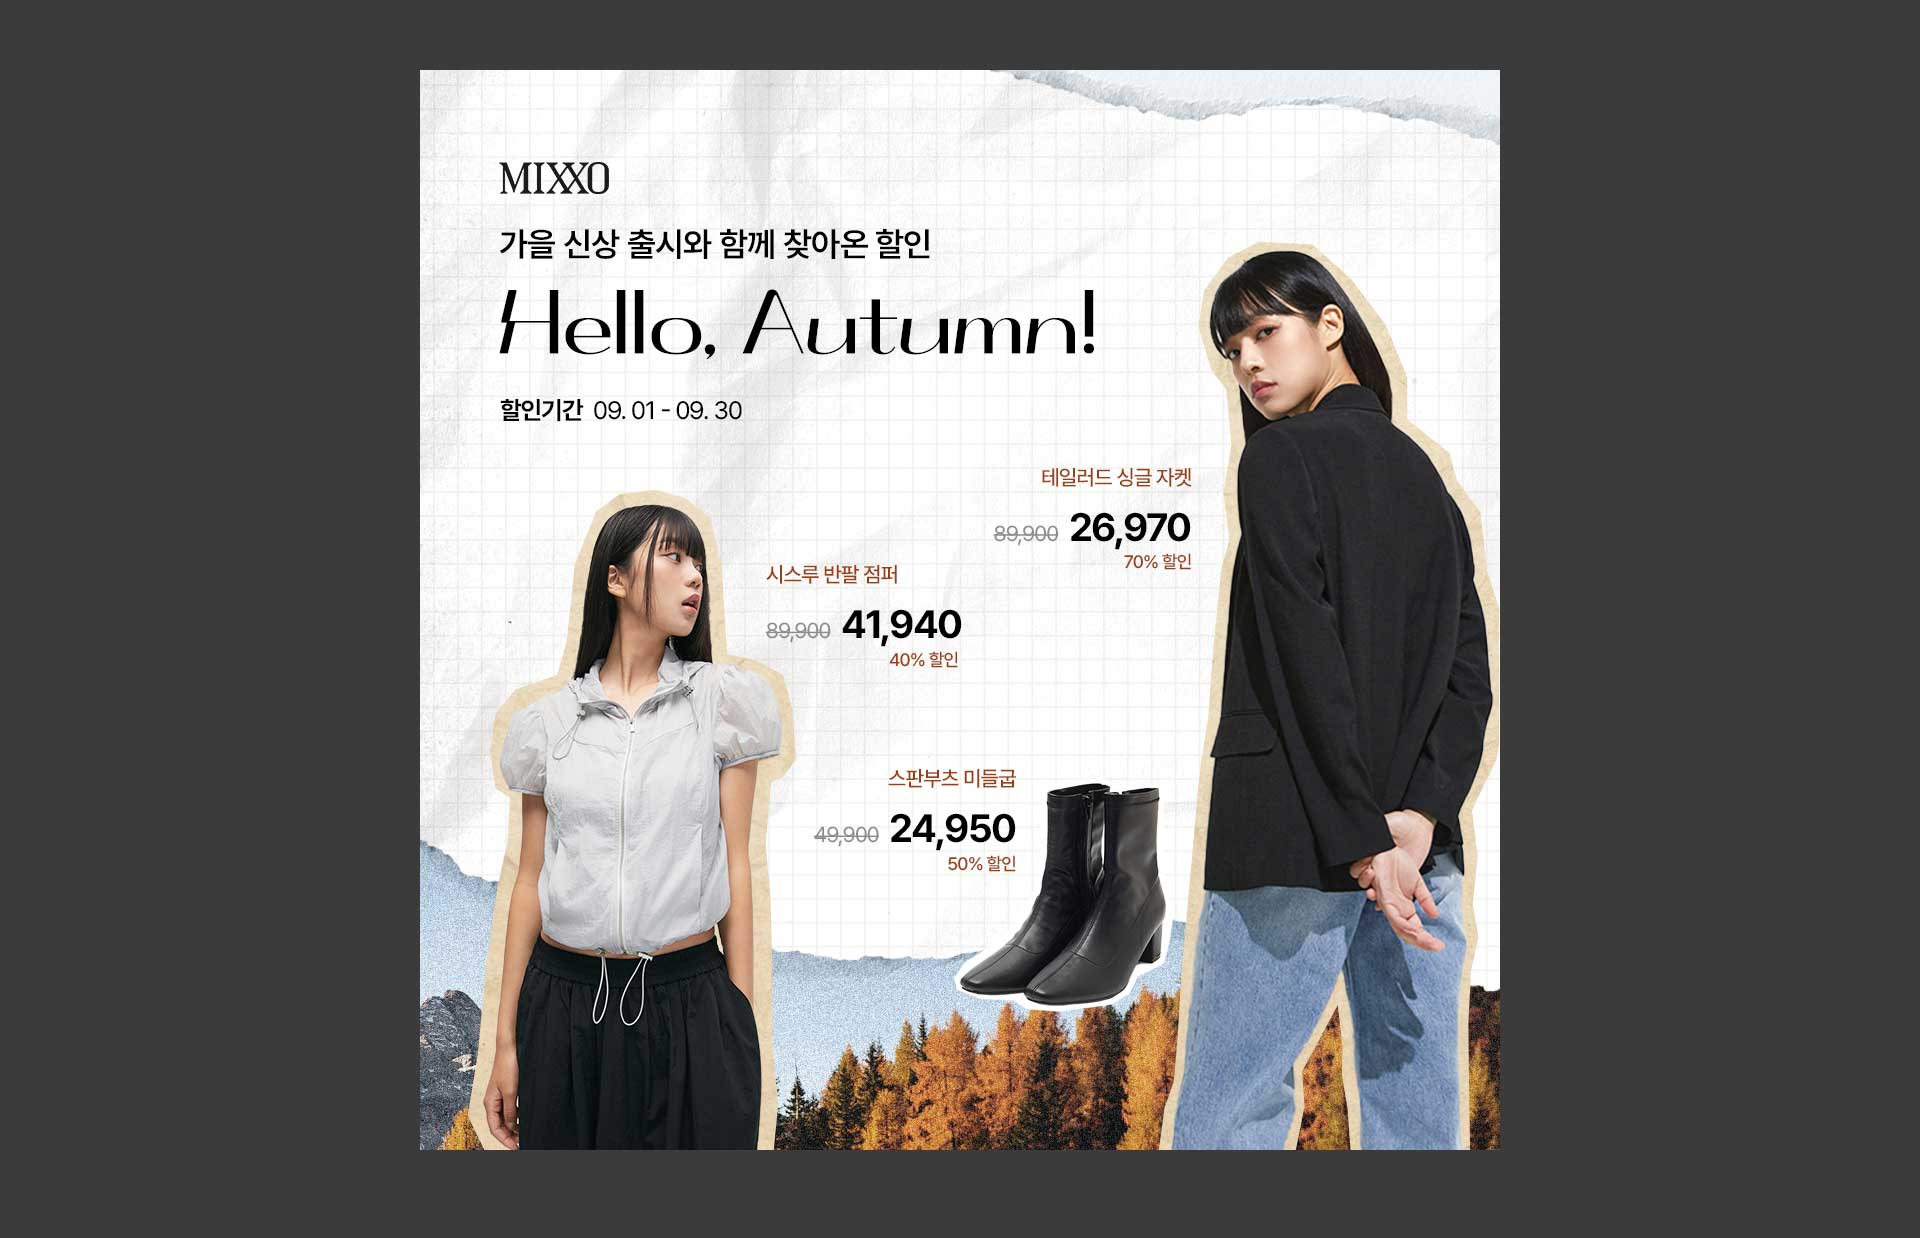 MIXXO
가을 신상 출시와 함께 찾아온 할인
Hello, Autumn!
할인기간 09. 01 - 09. 30
테일러드 싱글 자켓
89,900 26,970
70% 할인
시스루 반팔 점퍼
89,900 41,940
40% 할인
스판부츠 미들굽
49,900 24,950
50% 할인